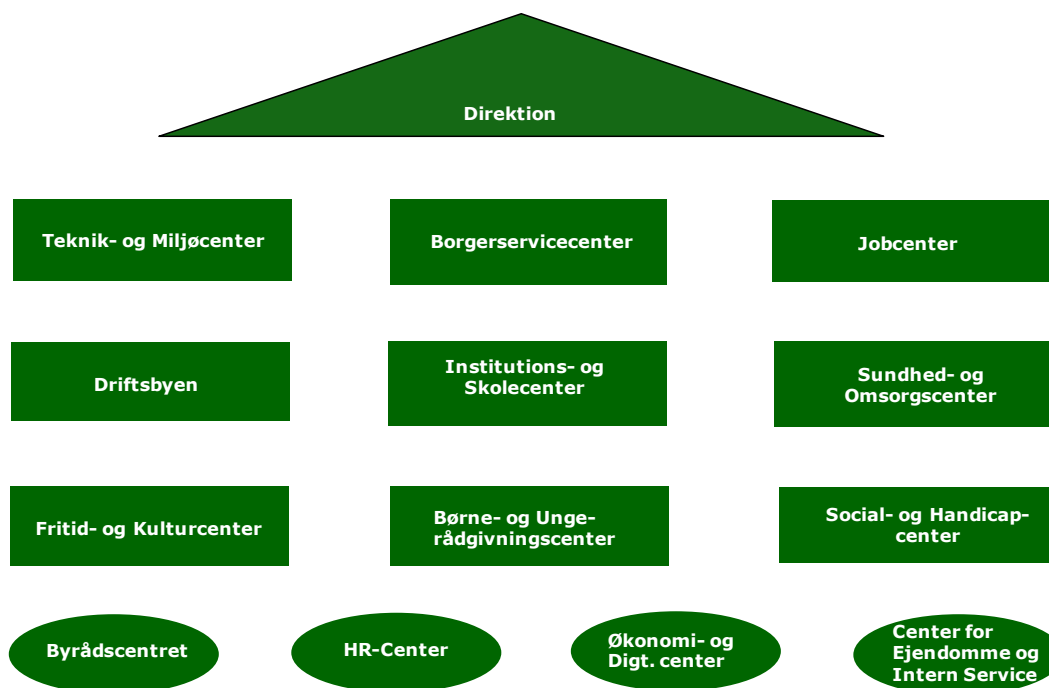 Direktion
Teknik- og Miljøcenter
Borgerservicecenter
Jobcenter
Driftsbyen
Institutions- og
Skolecenter
Sundhed- og
Omsorgscenter
Fritid- og Kulturcenter
Børne- og Unge-
rådgivningscenter
Social- og Handicap-
center
Byrådscentret
HR-Center
Økonomi- og
Digt. center
Center for
Ejendomme og
Intern Service